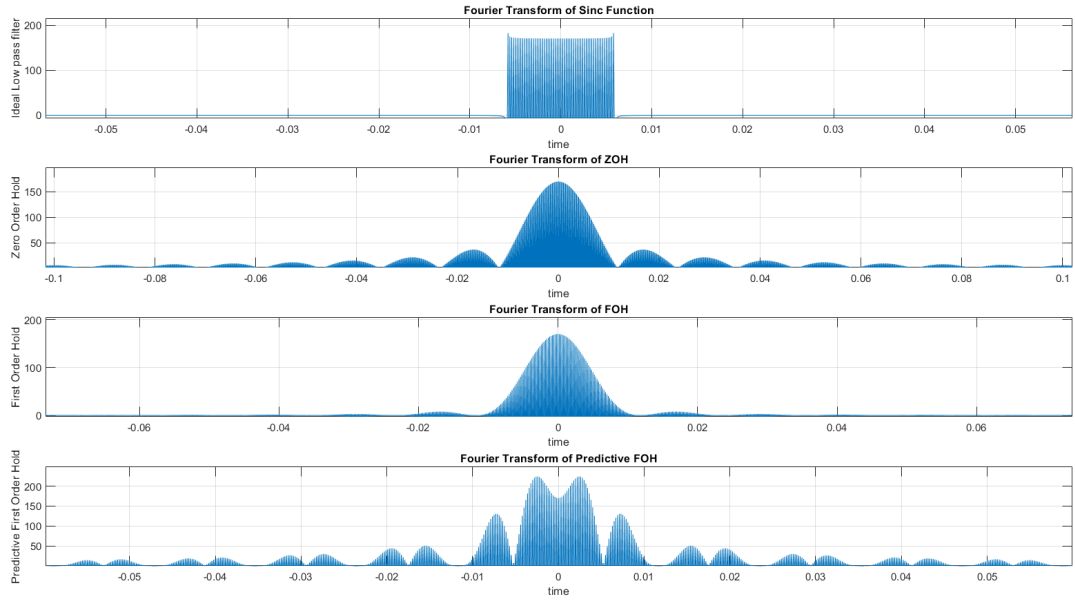 Fourier Transform of Sinc Function
Ideal Low pass filter
200
100
0
-0.05 -0.04 -0.03 -0.02 -0.01 0 0.01 0.02 0.03 0.04 0.05
time
Fourier Transform of ZOH
Zero Order Hold
150
100
50
-0.1 -0.08 -0.06 -0.04 -0.02 0 0.02 0.04 0.06 0.08 0.1
time
Fourier Transform of FOH
First Order Hold
200
100
0
-0.06 -0.04 -0.02 0 0.02 0.04 0.06
time
Fourier Transform of Predictive FOH
Predictive First Order Hold
200
150
100
50
-0.05 -0.04 -0.03 -0.02 -0.01 0 0.01 0.02 0.03 0.04 0.05
time